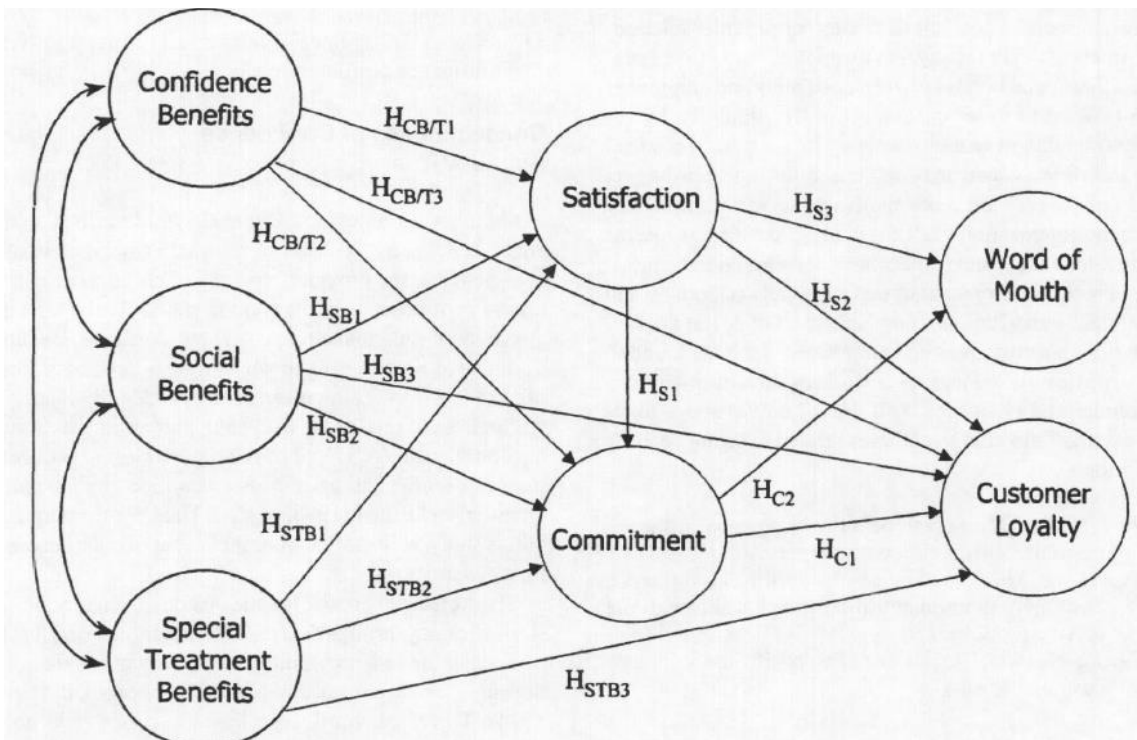 Confidence
Benefits
H_CB/T1
H_CB/T3
Satisfaction
H_S3
H_CB/T2
Word of
Mouth
H_S2
H_SB1
Social
Benefits
H_SB3
H_S1
H_SB2
H_C2
Customer
Loyalty
H_STB1
Commitment
H_C1
H_STB2
Special
Treatment
Benefits
H_STB3